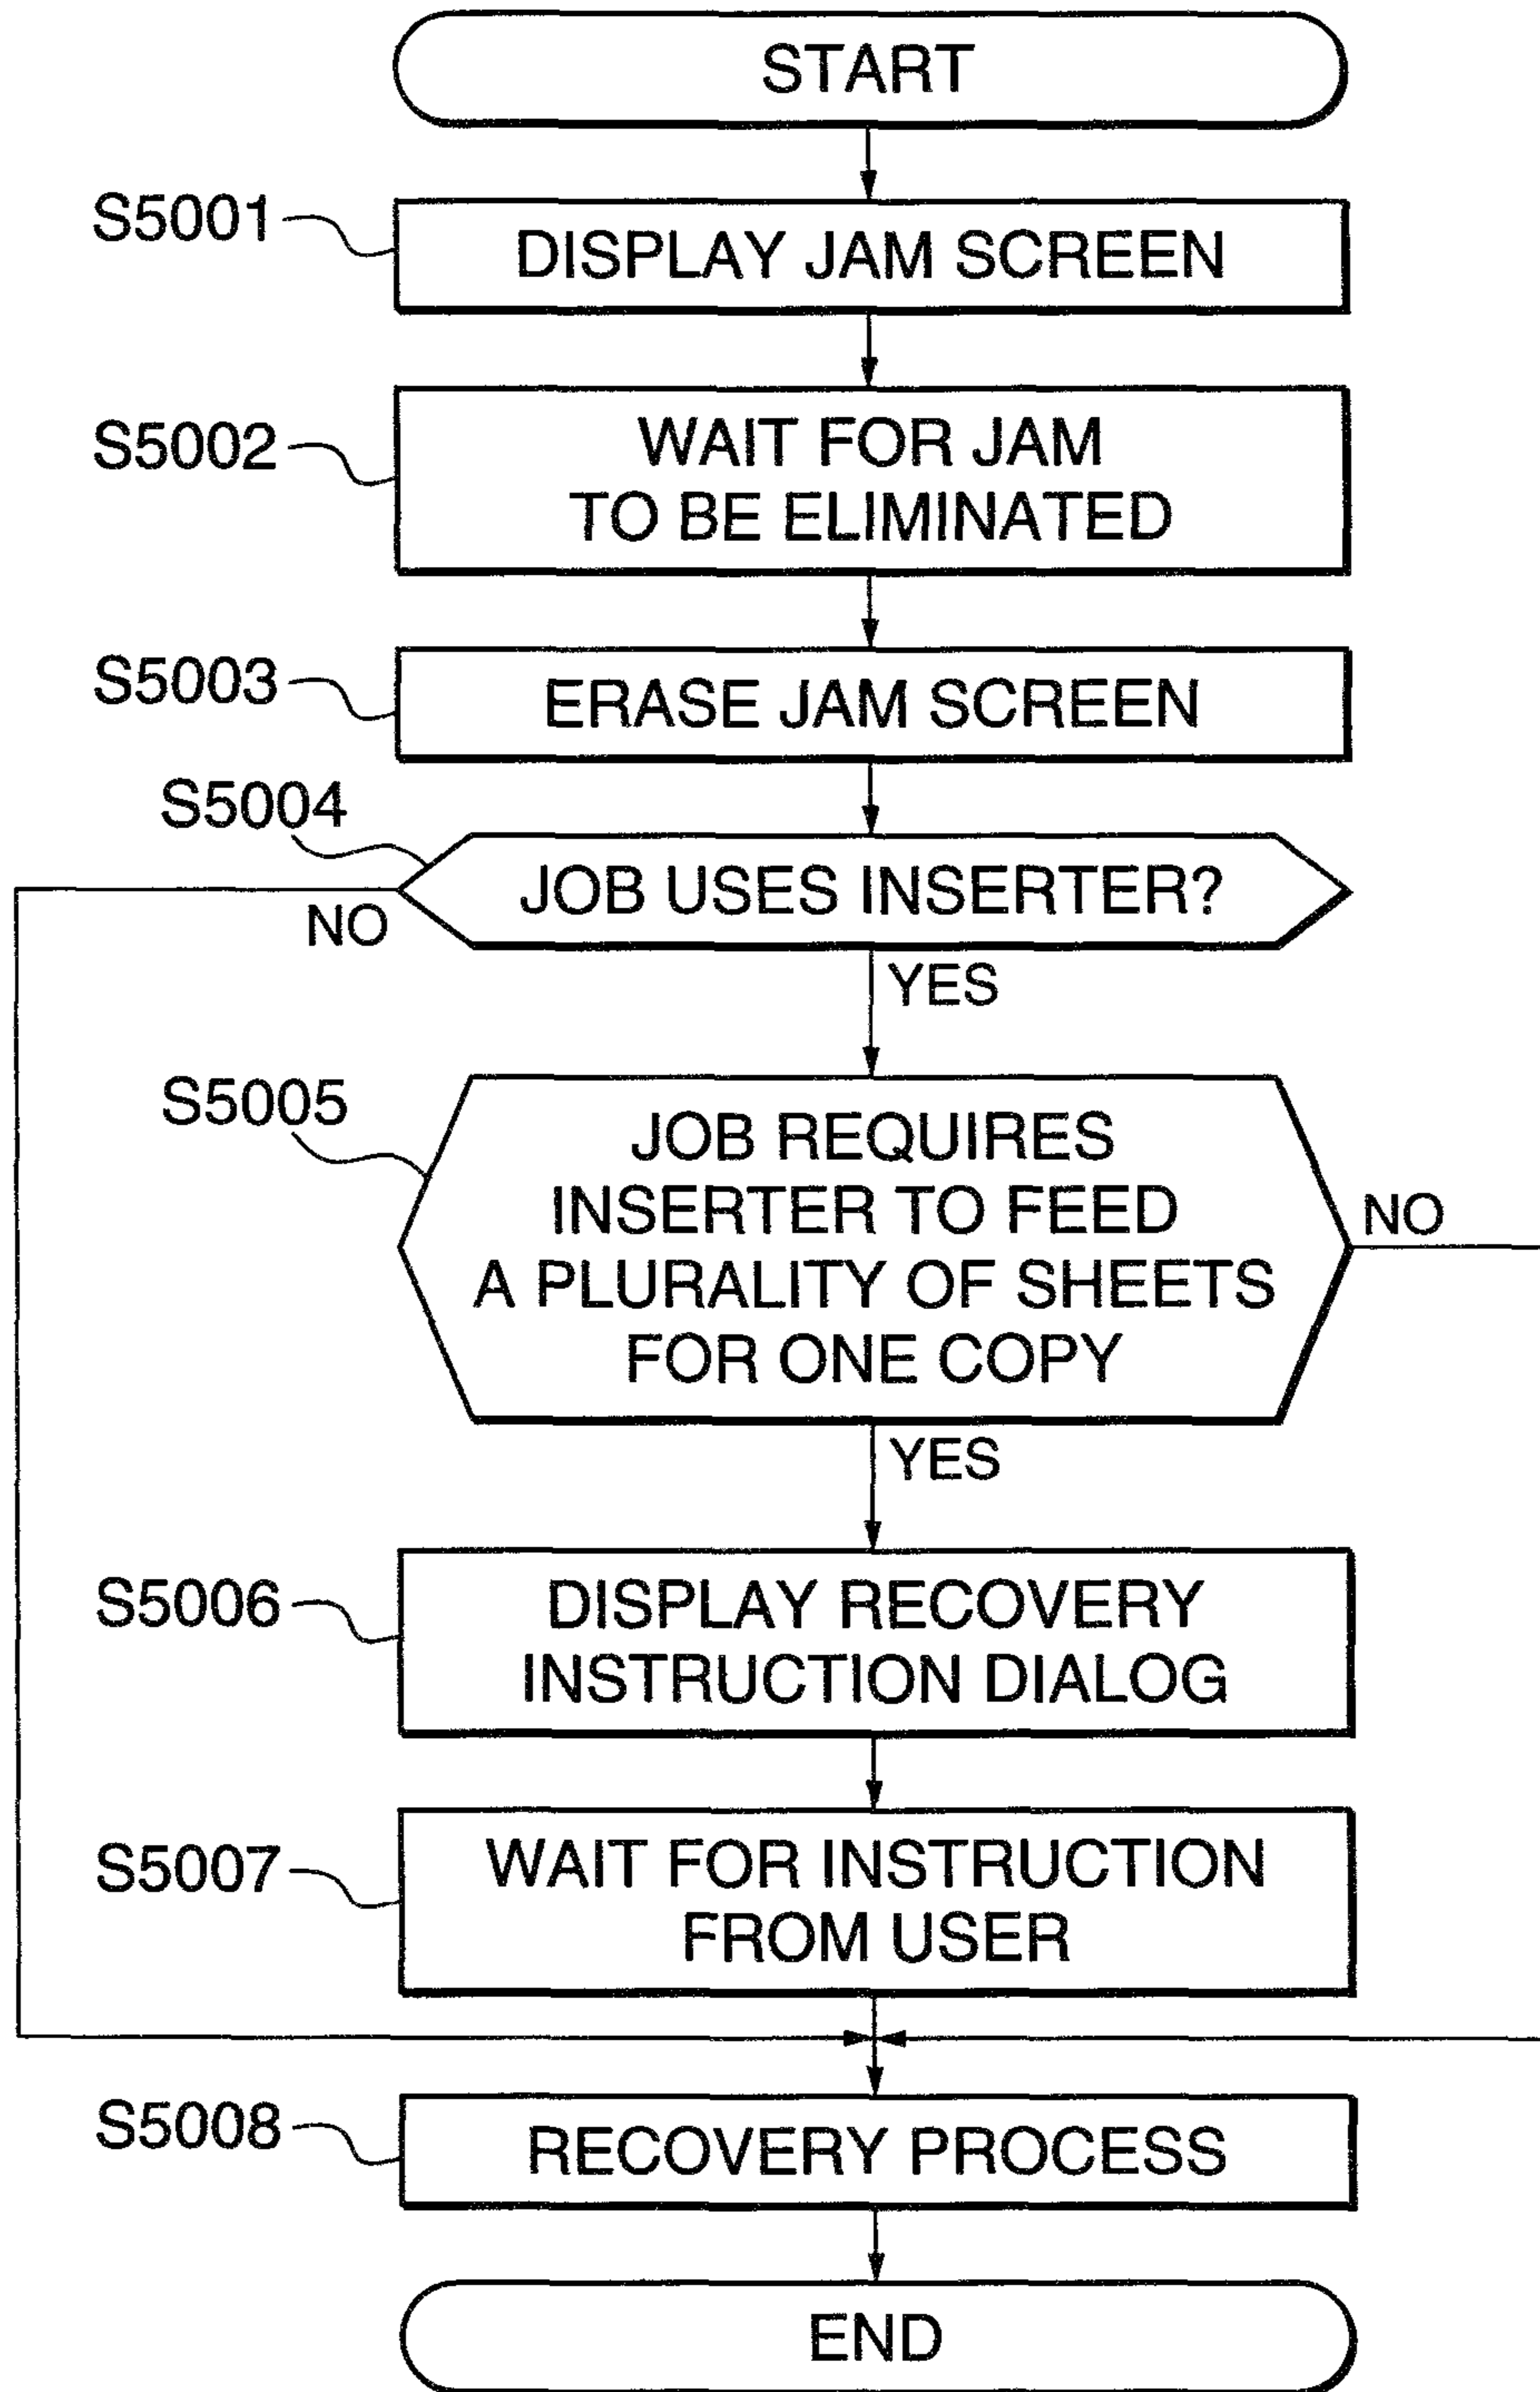 START
S5001
DISPLAY JAM SCREEN
S5002
WAIT FOR JAM
TO BE ELIMINATED
S5003
ERASE JAM SCREEN
S5004
JOB USES INSERTER?
NO
YES
S5005
JOB REQUIRES
INSERTER TO FEED
A PLURALITY OF SHEETS
FOR ONE COPY
NO
YES
S5006
DISPLAY RECOVERY
INSTRUCTION DIALOG
S5007
WAIT FOR INSTRUCTION
FROM USER
S5008
RECOVERY PROCESS
END